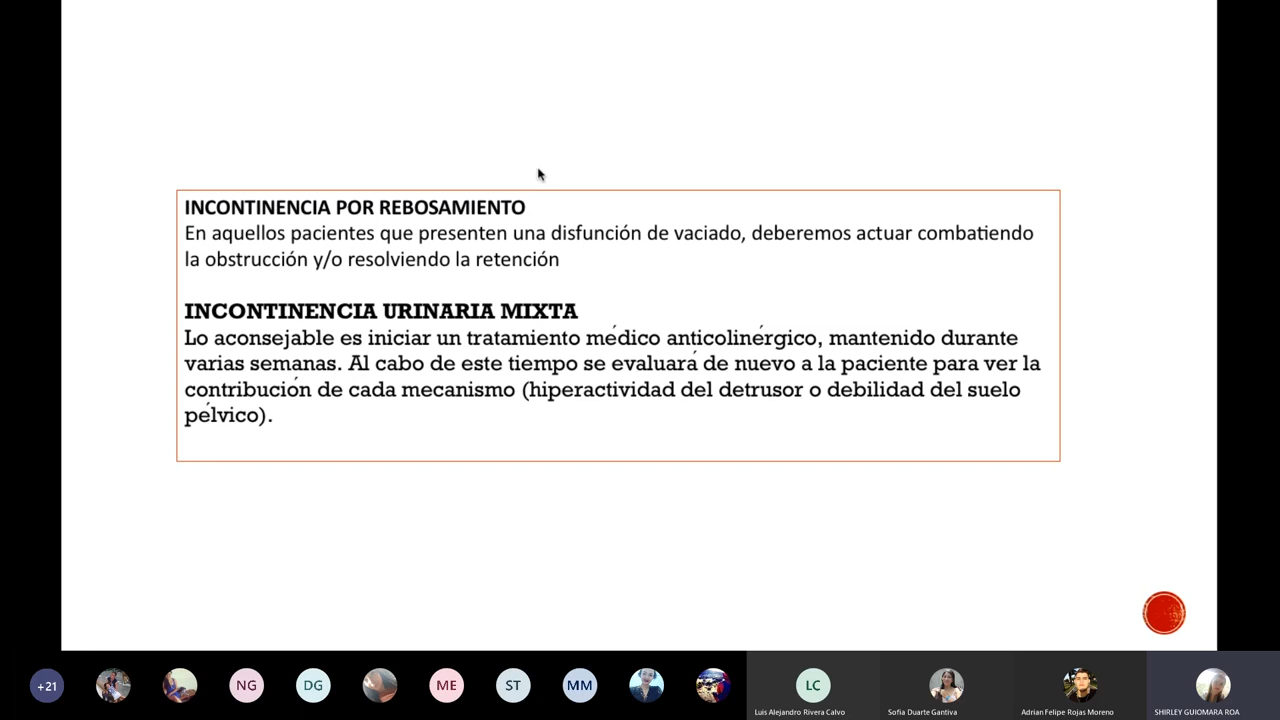 INCONTINENCIA POR REBOSAMIENTO
En aquellos pacientes que presenten una disfunción de vaciado, deberemos actuar combatiendo
la obstrucción y/o resolviendo la retención
INCONTINENCIA URINARIA MIXTA
Lo aconsejable es iniciar un tratamiento médico anticolinérgico, mantenido durante
varias semanas. Al cabo de este tiempo se evaluará de nuevo a la paciente para ver la
contribución de cada mecanismo (hiperactividad del detrusor o debilidad del suelo
pélvico).
+21 NG DG ME ST MM LC
Luis Alejandro Rivera Calvo Sofia Duarte Gantiva Adrian Felipe Rojas Moreno SHIRLEY GUIOMARA ROA